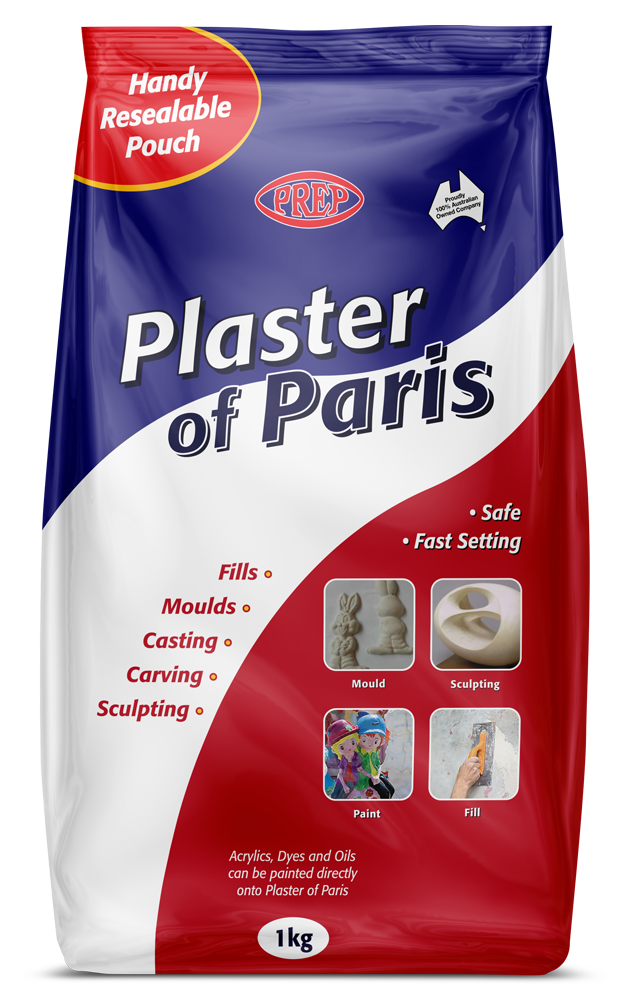 Handy
Resealable
Pouch
PREP
Proudly
100% Australian
Owned Company
Plaster
of Paris
• Safe
• Fast Setting
Fills •
Moulds •
Casting •
Carving •
Sculpting •
Mould
Sculpting
Paint
Fill
Acrylics, Dyes and Oils
can be painted directly
onto Plaster of Paris
1kg